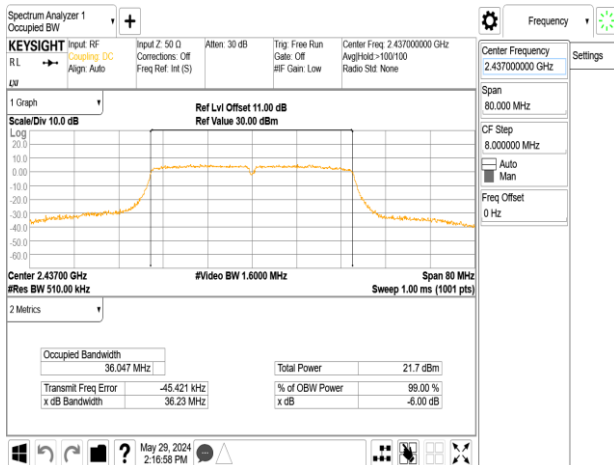 Spectrum Analyzer 1
Occupied BW
Frequency
KEYSIGHT
RL
LXI
Input: RF
Coupling: DC
Align: Auto
Input Z: 50 Ω
Corrections: Off
Freq Ref: Int (S)
Atten: 30 dB
Trig: Free Run
Gate: Off
#IF Gain: Low
Center Freq: 2.437000000 GHz
Avg|Hold:>100/100
Radio Std: None
1 Graph
Scale/Div 10.0 dB
Ref Lvl Offset 11.00 dB
Ref Value 30.00 dBm
Log
20.0
10.0
0.00
-10.0
-20.0
-30.0
-40.0
-50.0
-60.0
Center 2.43700 GHz
#Res BW 510.00 kHz
#Video BW 1.6000 MHz
Span 80 MHz
Sweep 1.00 ms (1001 pts)
2 Metrics
Occupied Bandwidth
36.047 MHz
Transmit Freq Error -45.421 kHz
x dB Bandwidth 36.23 MHz
Total Power 21.7 dBm
% of OBW Power 99.00 %
x dB -6.00 dB
Center Frequency
2.437000000 GHz
Span
80.000 MHz
CF Step
8.000000 MHz
Auto
Man
Freq Offset
0 Hz
Settings
?
May 29, 2024
2:16:58 PM